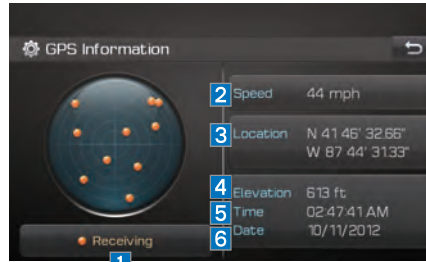 GPS Information
2 Speed 44 mph
3 Location N 41 46' 32.66"
W 87 44' 31.33"
4 Elevation 613 ft
5 Time 02:47:41 AM
6 Date 10/11/2012
Receiving
1